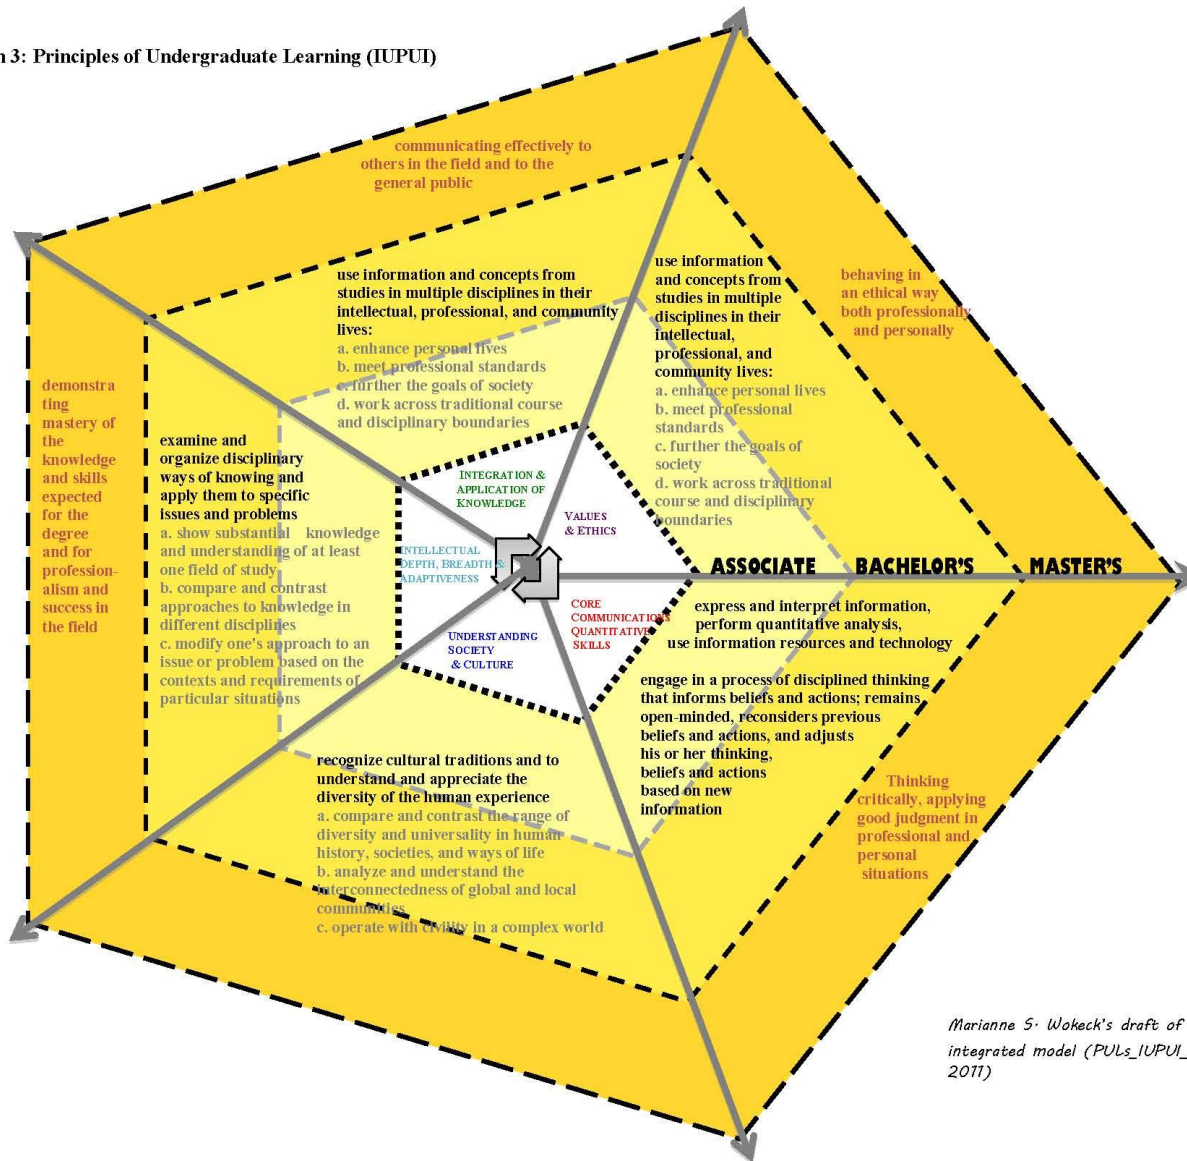 n 3: Principles of Undergraduate Learning (IUPUI)
communicating effectively to
others in the field and to the
general public
use information and concepts from
studies in multiple disciplines in their
intellectual, professional, and community
lives:
a. enhance personal lives
b. meet professional standards
c. further the goals of society
d. work across traditional course
and disciplinary boundaries
use information
and concepts from
studies in multiple
disciplines in their
intellectual,
professional, and
community lives:
a. enhance personal lives
b. meet professional
standards
c. further the goals of
society
d. work across traditional
course and disciplinary
boundaries
behaving in
an ethical way
both professionally
and personally
demonstra
ting
mastery of
the
knowledge
and skills
expected
for the
degree
and for
profession-
alism and
success in
the field
examine and
organize disciplinary
ways of knowing and
apply them to specific
issues and problems
a. show substantial knowledge
and understanding of at least
one field of study
b. compare and contrast
approaches to knowledge in
different disciplines
c. modify one's approach to an
issue or problem based on the
contexts and requirements of
particular situations
INTEGRATION &
APPLICATION OF
KNOWLEDGE
VALUES
& ETHICS
INTELLECTUAL
DEPTH, BREADTH &
ADAPTIVENESS
CORE
COMMUNICATIONS
QUANTITATIVE
SKILLS
UNDERSTANDING
SOCIETY
& CULTURE
ASSOCIATE BACHELOR'S MASTER'S
express and interpret information,
perform quantitative analysis,
use information resources and technology
engage in a process of disciplined thinking
that informs beliefs and actions; remains
open-minded, reconsiders previous
beliefs and actions, and adjusts
his or her thinking,
beliefs and actions
based on new
information
recognize cultural traditions and to
understand and appreciate the
diversity of the human experience
a. compare and contrast the range of
diversity and universality in human
history, societies, and ways of life
b. analyze and understand the
interconnectedness of global and local
communities
c. operate with civility in a complex world
Thinking
critically, applying
good judgment in
professional and
personal
situations
Marianne S. Wokeck's draft of
integrated model (PULs_IUPUI_
2011)